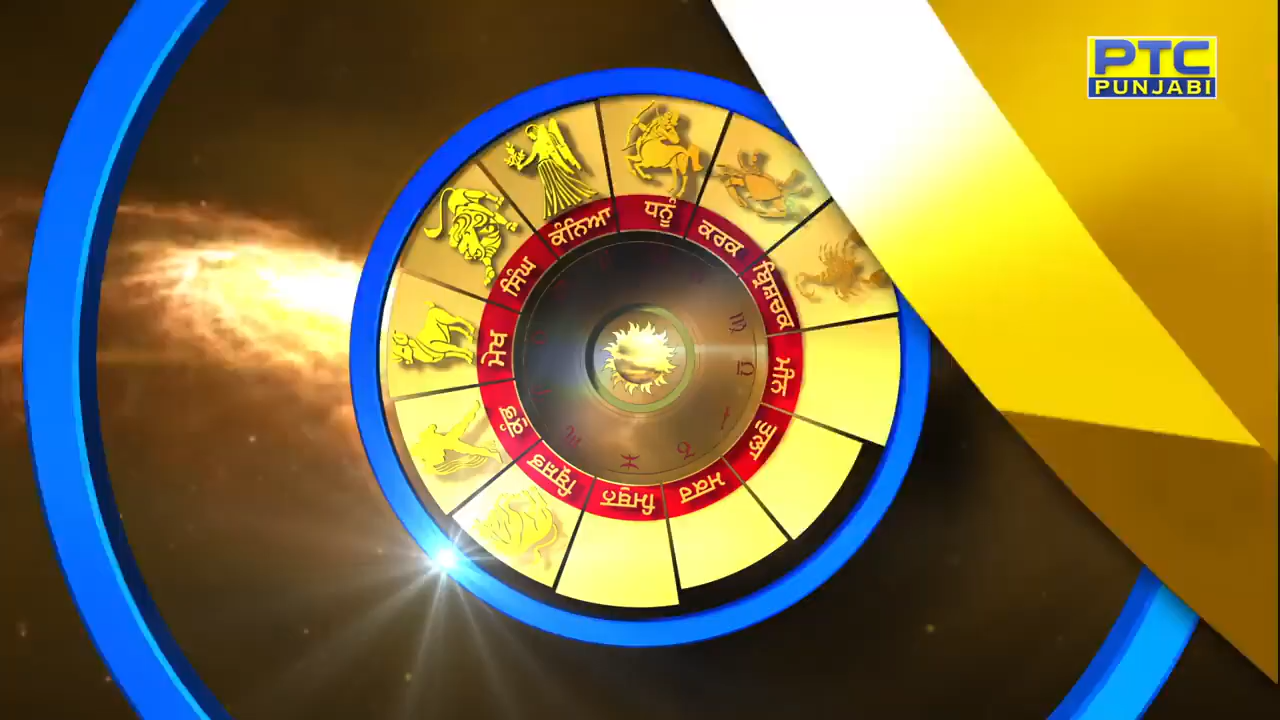 PTC
PUNJABI
ਧਨੂੰ
ਕਰਕ
ਬ੍ਰਿਸ਼ਚਕ
ਮੀਨ
ਤੁਲਾ
ਮਕਰ
ਮਿਥੁਨ
ਬ੍ਰਿਸ਼ਭ
ਕੁੰਭ
ਮੇਖ
ਸਿੰਘ
ਕੰਨਿਆ